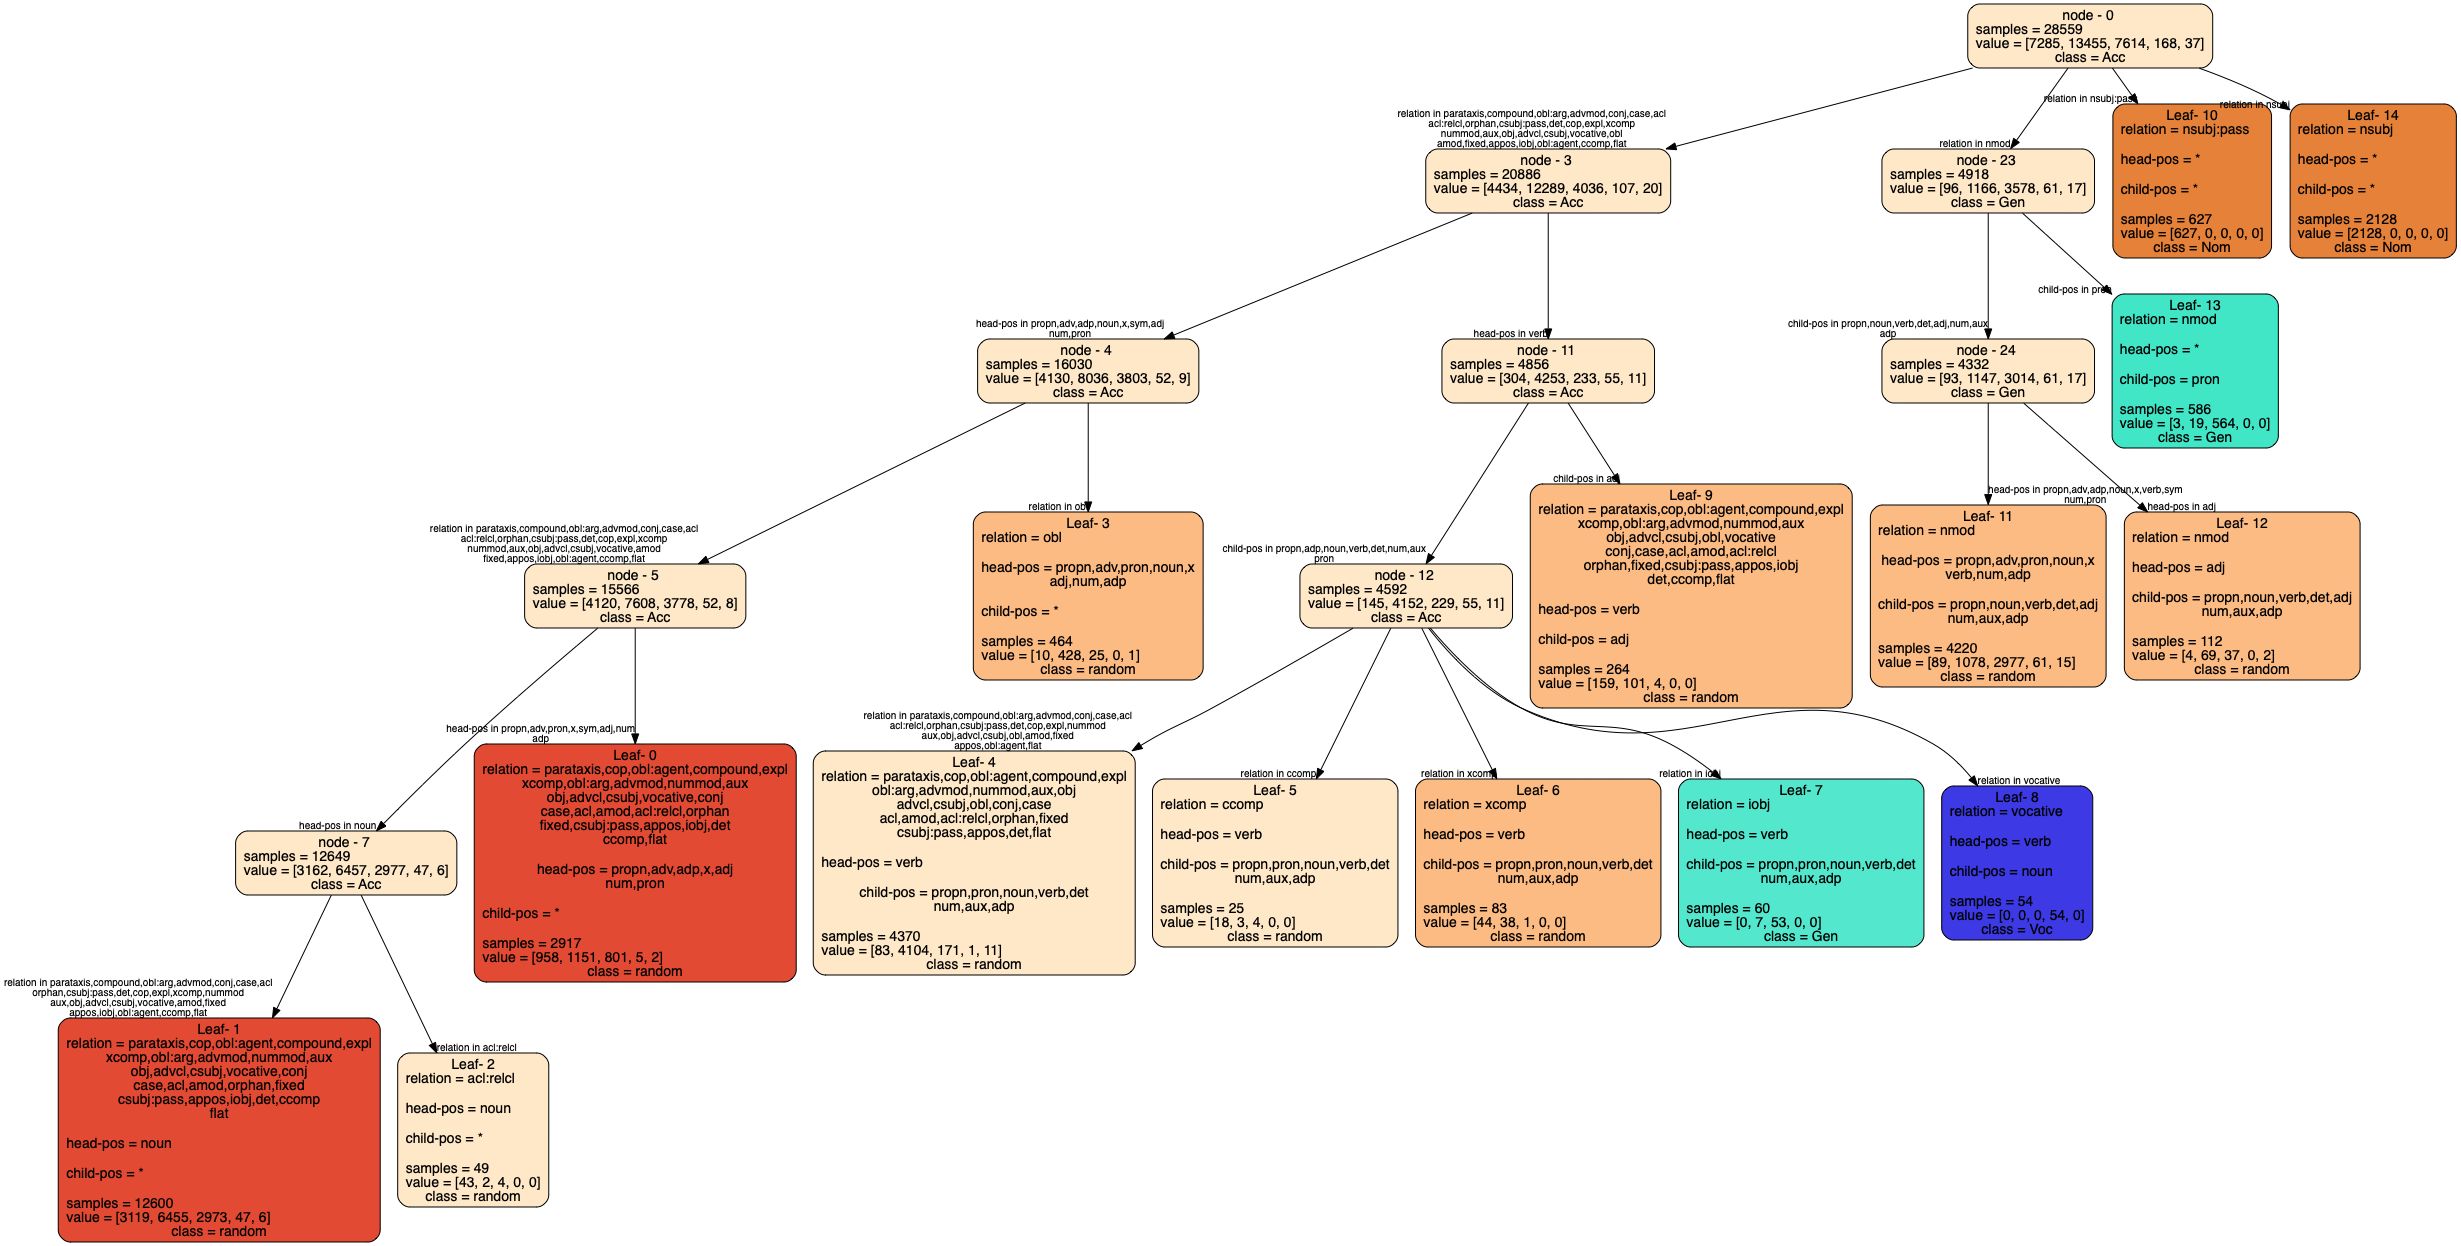 node - 0
samples = 28559
value = [7285, 13455, 7614, 168, 37]
class = Acc
relation in parataxis,compound,obl:arg,advmod,conj,case,acl
acl:relcl,orphan,csubj:pass,det,cop,expl,xcomp
nummod,aux,obj,advcl,csubj,vocative,obl
amod,fixed,appos,iobj,obl:agent,ccomp,flat
node - 3
samples = 20886
value = [4434, 12289, 4036, 107, 20]
class = Acc
relation in nmod
node - 23
samples = 4918
value = [96, 1166, 3578, 61, 17]
class = Gen
relation in nsubj:pass
Leaf- 10
relation = nsubj:pass
head-pos = *
child-pos = *
samples = 627
value = [627, 0, 0, 0, 0]
class = Nom
relation in nsubj
Leaf- 14
relation = nsubj
head-pos = *
child-pos = *
samples = 2128
value = [2128, 0, 0, 0, 0]
class = Nom
head-pos in propn,adv,adp,noun,x,sym,adj
num,pron
node - 4
samples = 16030
value = [4130, 8036, 3803, 52, 9]
class = Acc
head-pos in verb
node - 11
samples = 4856
value = [304, 4253, 233, 55, 11]
class = Acc
child-pos in propn,noun,verb,det,adj,num,aux
adp
node - 24
samples = 4332
value = [93, 1147, 3014, 61, 17]
class = Gen
child-pos in pron
Leaf- 13
relation = nmod
head-pos = *
child-pos = pron
samples = 586
value = [3, 19, 564, 0, 0]
class = Gen
relation in parataxis,compound,obl:arg,advmod,conj,case,acl
acl:relcl,orphan,csubj:pass,det,cop,expl,xcomp
nummod,aux,obj,advcl,csubj,vocative,amod
fixed,appos,iobj,obl:agent,ccomp,flat
node - 5
samples = 15566
value = [4120, 7608, 3778, 52, 8]
class = Acc
relation in obl
Leaf- 3
relation = obl
head-pos = propn,adv,pron,noun,x
adj,num,adp
child-pos = *
samples = 464
value = [10, 428, 25, 0, 1]
class = random
child-pos in propn,adp,noun,verb,det,num,aux
pron
node - 12
samples = 4592
value = [145, 4152, 229, 55, 11]
class = Acc
child-pos in adj
Leaf- 9
relation = parataxis,cop,obl:agent,compound,expl
xcomp,obl:arg,advmod,nummod,aux
obj,advcl,csubj,obl,vocative
conj,case,acl,amod,acl:relcl
orphan,fixed,csubj:pass,appos,iobj
det,ccomp,flat
head-pos = verb
child-pos = adj
samples = 264
value = [159, 101, 4, 0, 0]
class = random
head-pos in propn,adv,adp,noun,x,verb,sym
num,pron
Leaf- 11
relation = nmod
head-pos = propn,adv,pron,noun,x
verb,num,adp
child-pos = propn,noun,verb,det,adj
num,aux,adp
samples = 4220
value = [89, 1078, 2977, 61, 15]
class = random
head-pos in adj
Leaf- 12
relation = nmod
head-pos = adj
child-pos = propn,noun,verb,det,adj
num,aux,adp
samples = 112
value = [4, 69, 37, 0, 2]
class = random
head-pos in noun
node - 7
samples = 12649
value = [3162, 6457, 2977, 47, 6]
class = Acc
head-pos in propn,adv,pron,x,sym,adj,num
adp
Leaf- 0
relation = parataxis,cop,obl:agent,compound,expl
xcomp,obl:arg,advmod,nummod,aux
obj,advcl,csubj,vocative,conj
case,acl,amod,acl:relcl,orphan
fixed,csubj:pass,appos,iobj,det
ccomp,flat
head-pos = propn,adv,adp,x,adj
num,pron
child-pos = *
samples = 2917
value = [958, 1151, 801, 5, 2]
class = random
relation in parataxis,compound,obl:arg,advmod,conj,case,acl
acl:relcl,orphan,csubj:pass,det,cop,expl,nummod
aux,obj,advcl,csubj,obl,amod,fixed
appos,obl:agent,flat
Leaf- 4
relation = parataxis,cop,obl:agent,compound,expl
obl:arg,advmod,nummod,aux,obj
advcl,csubj,obl,conj,case
acl,amod,acl:relcl,orphan,fixed
csubj:pass,appos,det,flat
head-pos = verb
child-pos = propn,pron,noun,verb,det
num,aux,adp
samples = 4370
value = [83, 4104, 171, 1, 11]
class = random
relation in ccomp
Leaf- 5
relation = ccomp
head-pos = verb
child-pos = propn,pron,noun,verb,det
num,aux,adp
samples = 25
value = [18, 3, 4, 0, 0]
class = random
relation in xcomp
Leaf- 6
relation = xcomp
head-pos = verb
child-pos = propn,pron,noun,verb,det
num,aux,adp
samples = 83
value = [44, 38, 1, 0, 0]
class = random
relation in iobj
Leaf- 7
relation = iobj
head-pos = verb
child-pos = propn,pron,noun,verb,det
num,aux,adp
samples = 60
value = [0, 7, 53, 0, 0]
class = Gen
relation in vocative
Leaf- 8
relation = vocative
head-pos = verb
child-pos = noun
samples = 54
value = [0, 0, 0, 54, 0]
class = Voc
relation in parataxis,compound,obl:arg,advmod,conj,case,acl
orphan,csubj:pass,det,cop,expl,xcomp,nummod
aux,obj,advcl,csubj,vocative,amod,fixed
appos,iobj,obl:agent,ccomp,flat
Leaf- 1
relation = parataxis,cop,obl:agent,compound,expl
xcomp,obl:arg,advmod,nummod,aux
obj,advcl,csubj,vocative,conj
case,acl,amod,orphan,fixed
csubj:pass,appos,iobj,det,ccomp
flat
head-pos = noun
child-pos = *
samples = 12600
value = [3119, 6455, 2973, 47, 6]
class = random
relation in acl:relcl
Leaf- 2
relation = acl:relcl
head-pos = noun
child-pos = *
samples = 49
value = [43, 2, 4, 0, 0]
class = random